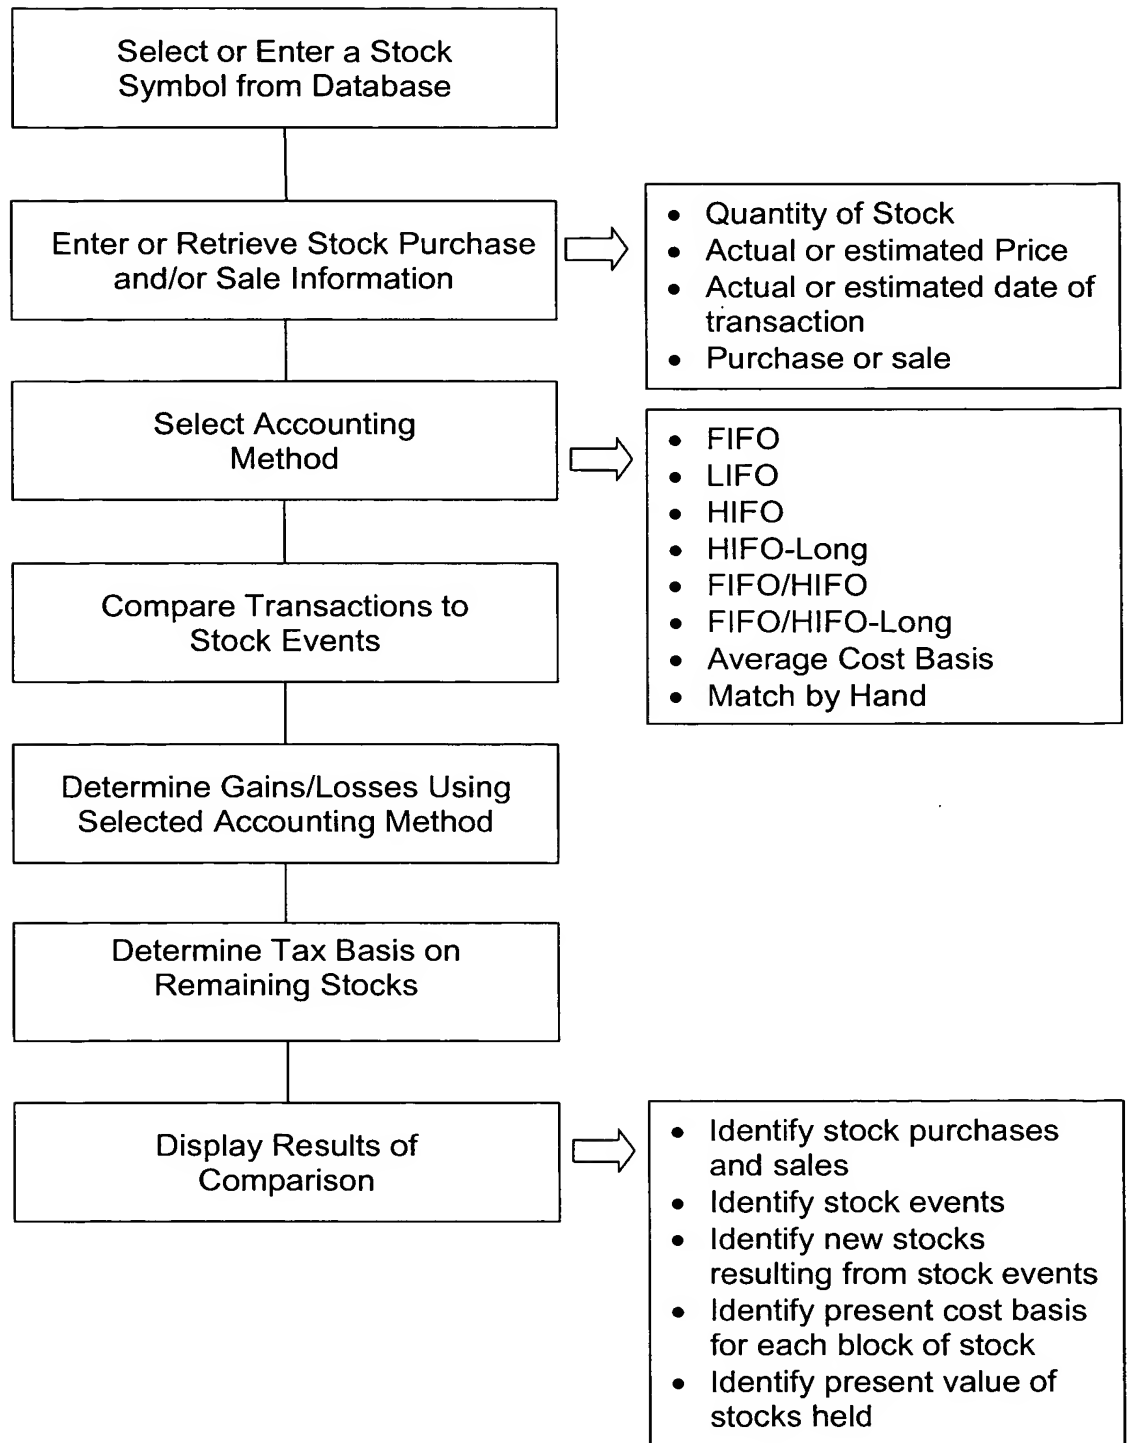 Select or Enter a Stock
Symbol from Database
Enter or Retrieve Stock Purchase
and/or Sale Information
• Quantity of Stock
• Actual or estimated Price
• Actual or estimated date of
transaction
• Purchase or sale
Select Accounting
Method
• FIFO
• LIFO
• HIFO
• HIFO-Long
• FIFO/HIFO
• FIFO/HIFO-Long
• Average Cost Basis
• Match by Hand
Compare Transactions to
Stock Events
Determine Gains/Losses Using
Selected Accounting Method
Determine Tax Basis on
Remaining Stocks
Display Results of
Comparison
• Identify stock purchases
and sales
• Identify stock events
• Identify new stocks
resulting from stock events
• Identify present cost basis
for each block of stock
• Identify present value of
stocks held